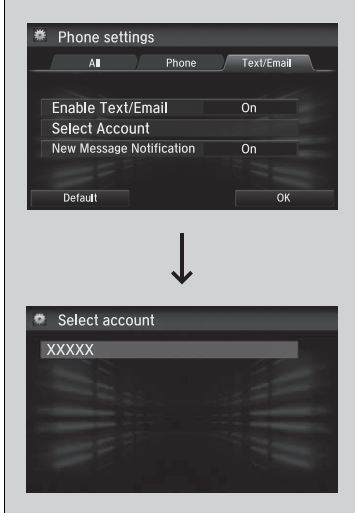 Phone settings
All Phone Text/Email
Enable Text/Email On
Select Account
New Message Notification On
Default OK
Select account
XXXXX